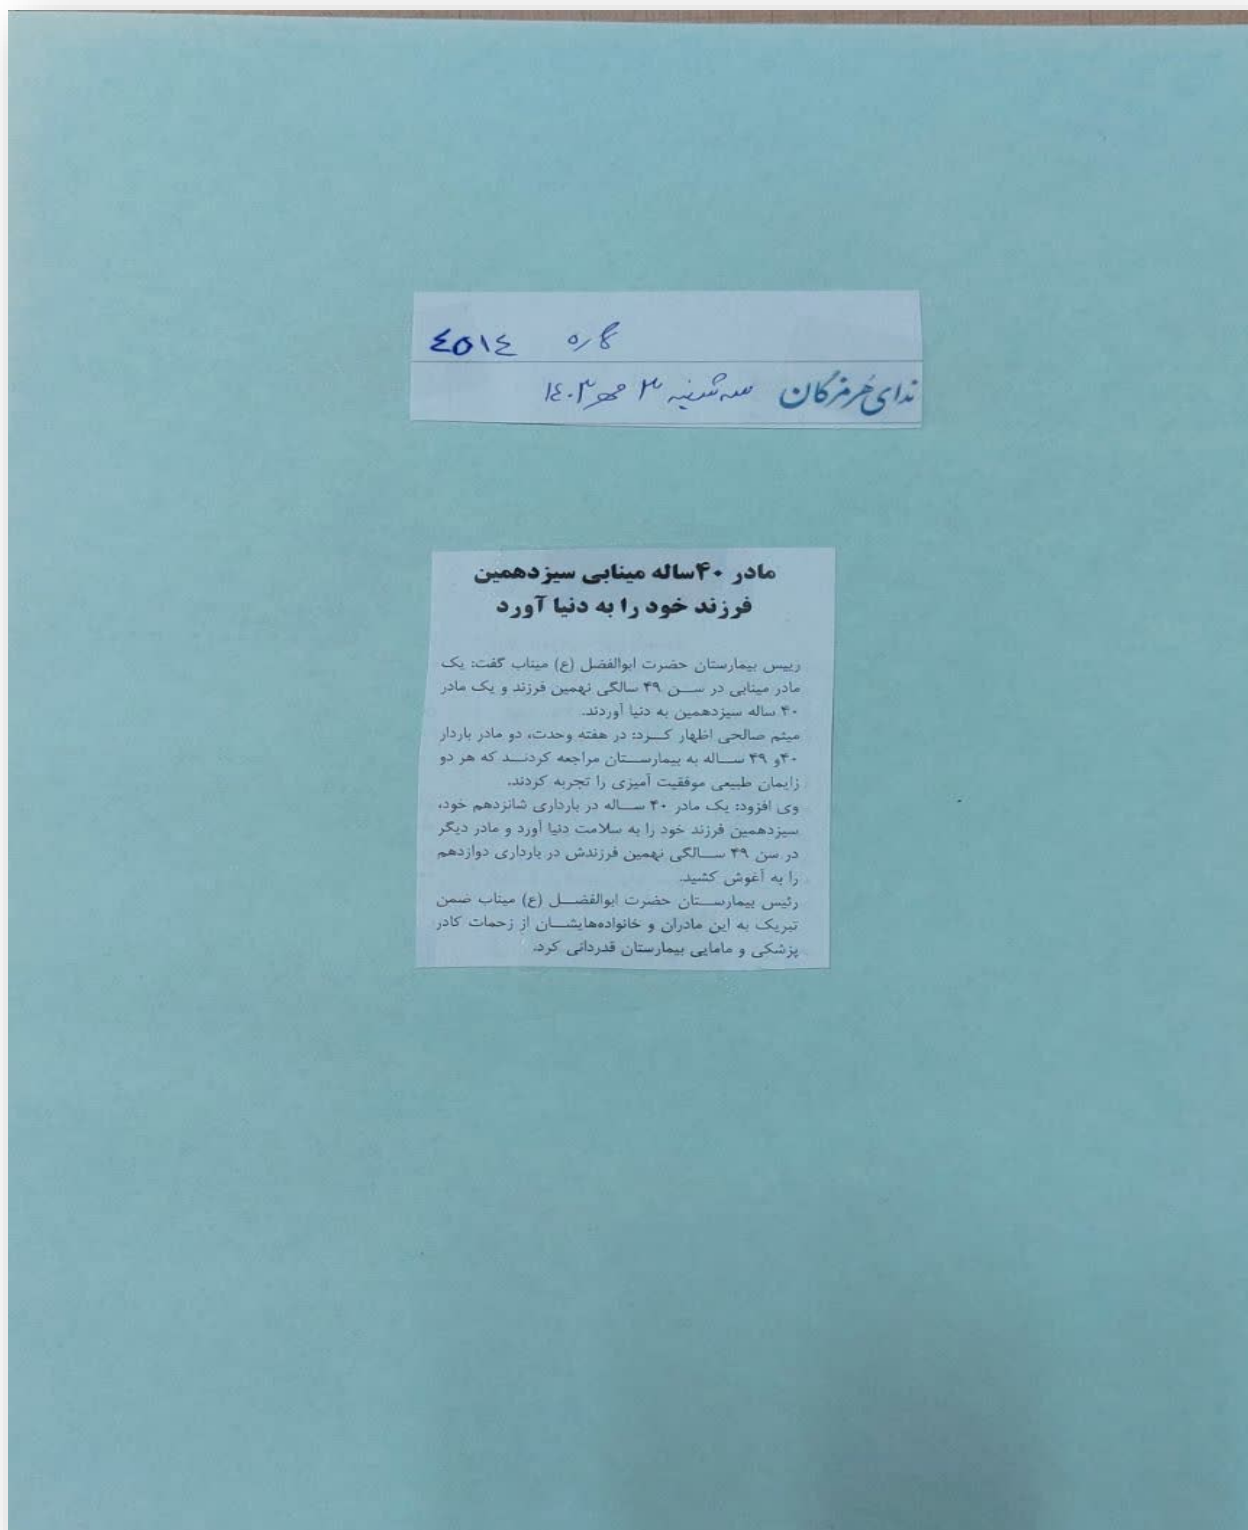 شماره ٤٥١٤
ندای هرمزگان سه شنبه ۳ مهر ۱٤۰۳
مادر ۴۰ساله مینابی سیزدهمین
فرزند خود را به دنیا آورد
رییس بیمارستان حضرت ابوالفضل (ع) میناب گفت: یک
مادر مینابی در سن ۴۹ سالگی نهمین فرزند و یک مادر
۴۰ ساله سیزدهمین به دنیا آوردند.
میثم صالحی اظهار کرد: در هفته وحدت، دو مادر باردار
۴۰و ۴۹ ساله به بیمارستان مراجعه کردند که هر دو
زایمان طبیعی موفقیت آمیزی را تجربه کردند.
وی افزود: یک مادر ۴۰ ساله در بارداری شانزدهم خود،
سیزدهمین فرزند خود را به سلامت دنیا آورد و مادر دیگر
در سن ۴۹ سالگی نهمین فرزندش در بارداری دوازدهم
را به آغوش کشید.
رئیس بیمارستان حضرت ابوالفضل (ع) میناب ضمن
تبریک به این مادران و خانواده‌هایشان از زحمات کادر
پزشکی و مامایی بیمارستان قدردانی کرد.